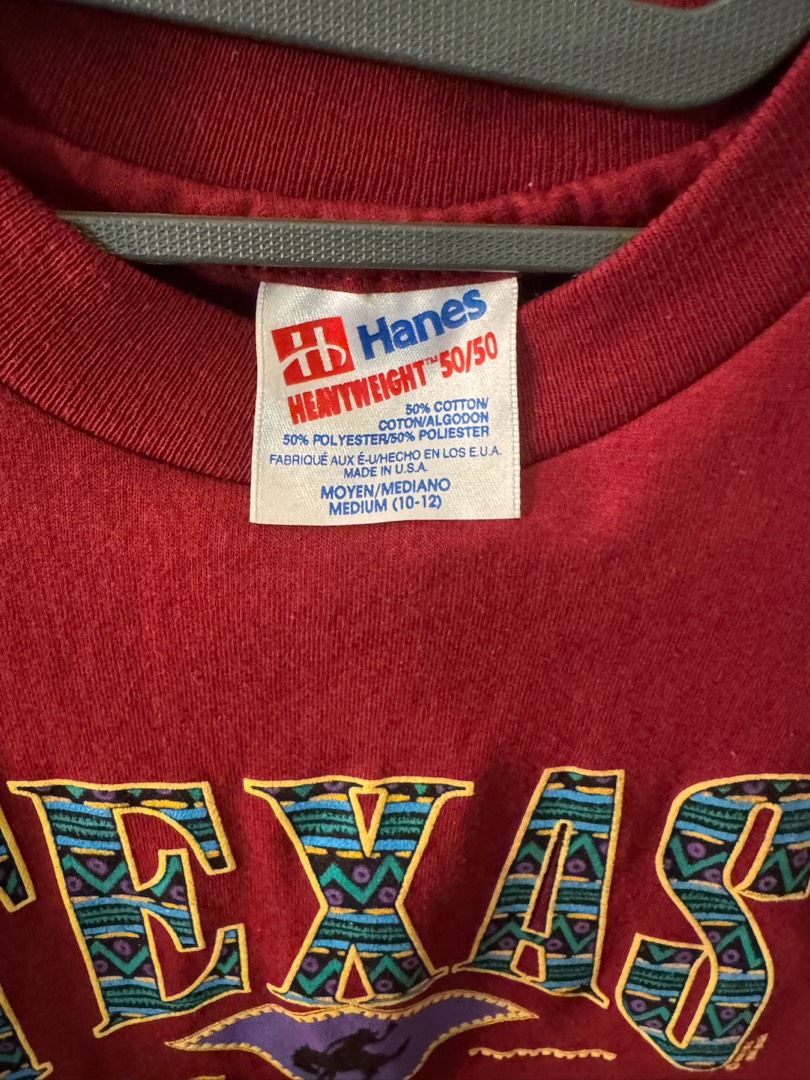 Hanes
HEAVYWEIGHT™ 50/50
50% COTTON/
COTON/ALGODON
50% POLYESTER/50% POLIESTER
FABRIQUÉ AUX É-U/HECHO EN LOS E.U.A.
MADE IN U.S.A.
MOYEN/MEDIANO
MEDIUM (10-12)
TEXAS